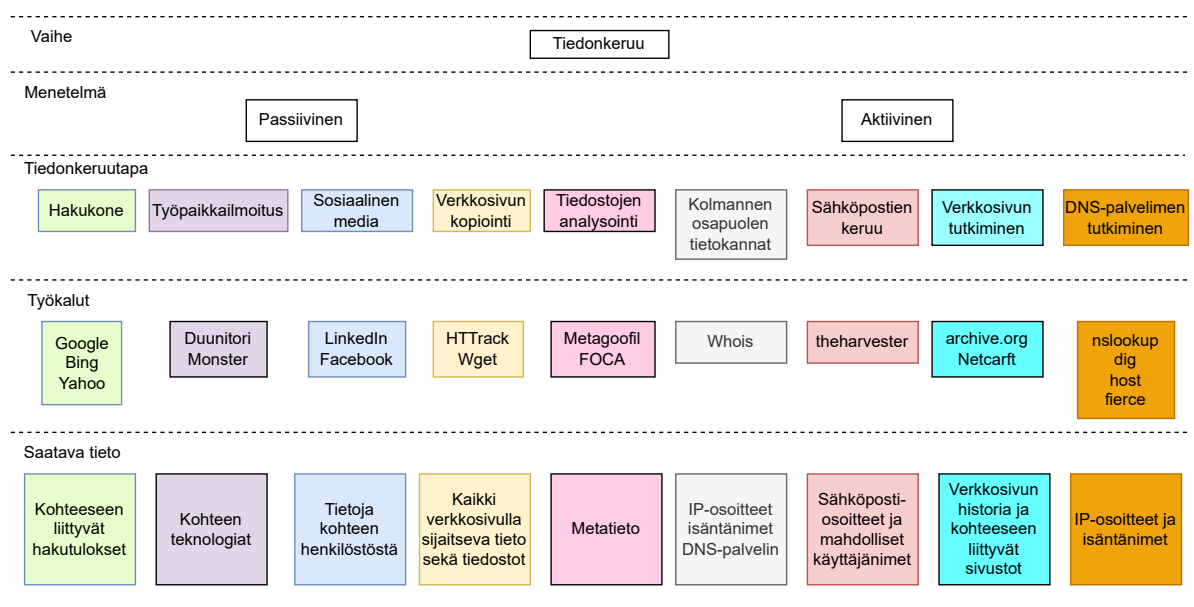 Vaihe
Tiedonkeruu
Menetelmä
Passiivinen
Aktiivinen
Tiedonkeruutapa
Hakukone
Työpaikkailmoitus
Sosiaalinen
media
Verkkosivun
kopiointi
Tiedostojen
analysointi
Kolmannen
osapuolen
tietokannat
Sähköpostien
keruu
Verkkosivun
tutkiminen
DNS-palvelimen
tutkiminen
Työkalut
Google
Bing
Yahoo
Duunitori
Monster
LinkedIn
Facebook
HTTrack
Wget
Metagoofil
FOCA
Whois
theharvester
archive.org
Netcarft
nslookup
dig
host
fierce
Saatava tieto
Kohteeseen
liittyvät
hakutulokset
Kohteen
teknologiat
Tietoja
kohteen
henkilöstöstä
Kaikki
verkkosivulla
sijaitseva tieto
sekä tiedostot
Metatieto
IP-osoitteet
isäntänimet
DNS-palvelin
Sähköposti-
osoitteet ja
mahdolliset
käyttäjänimet
Verkkosivun
historia ja
kohteeseen
liittyvät
sivustot
IP-osoitteet ja
isäntänimet